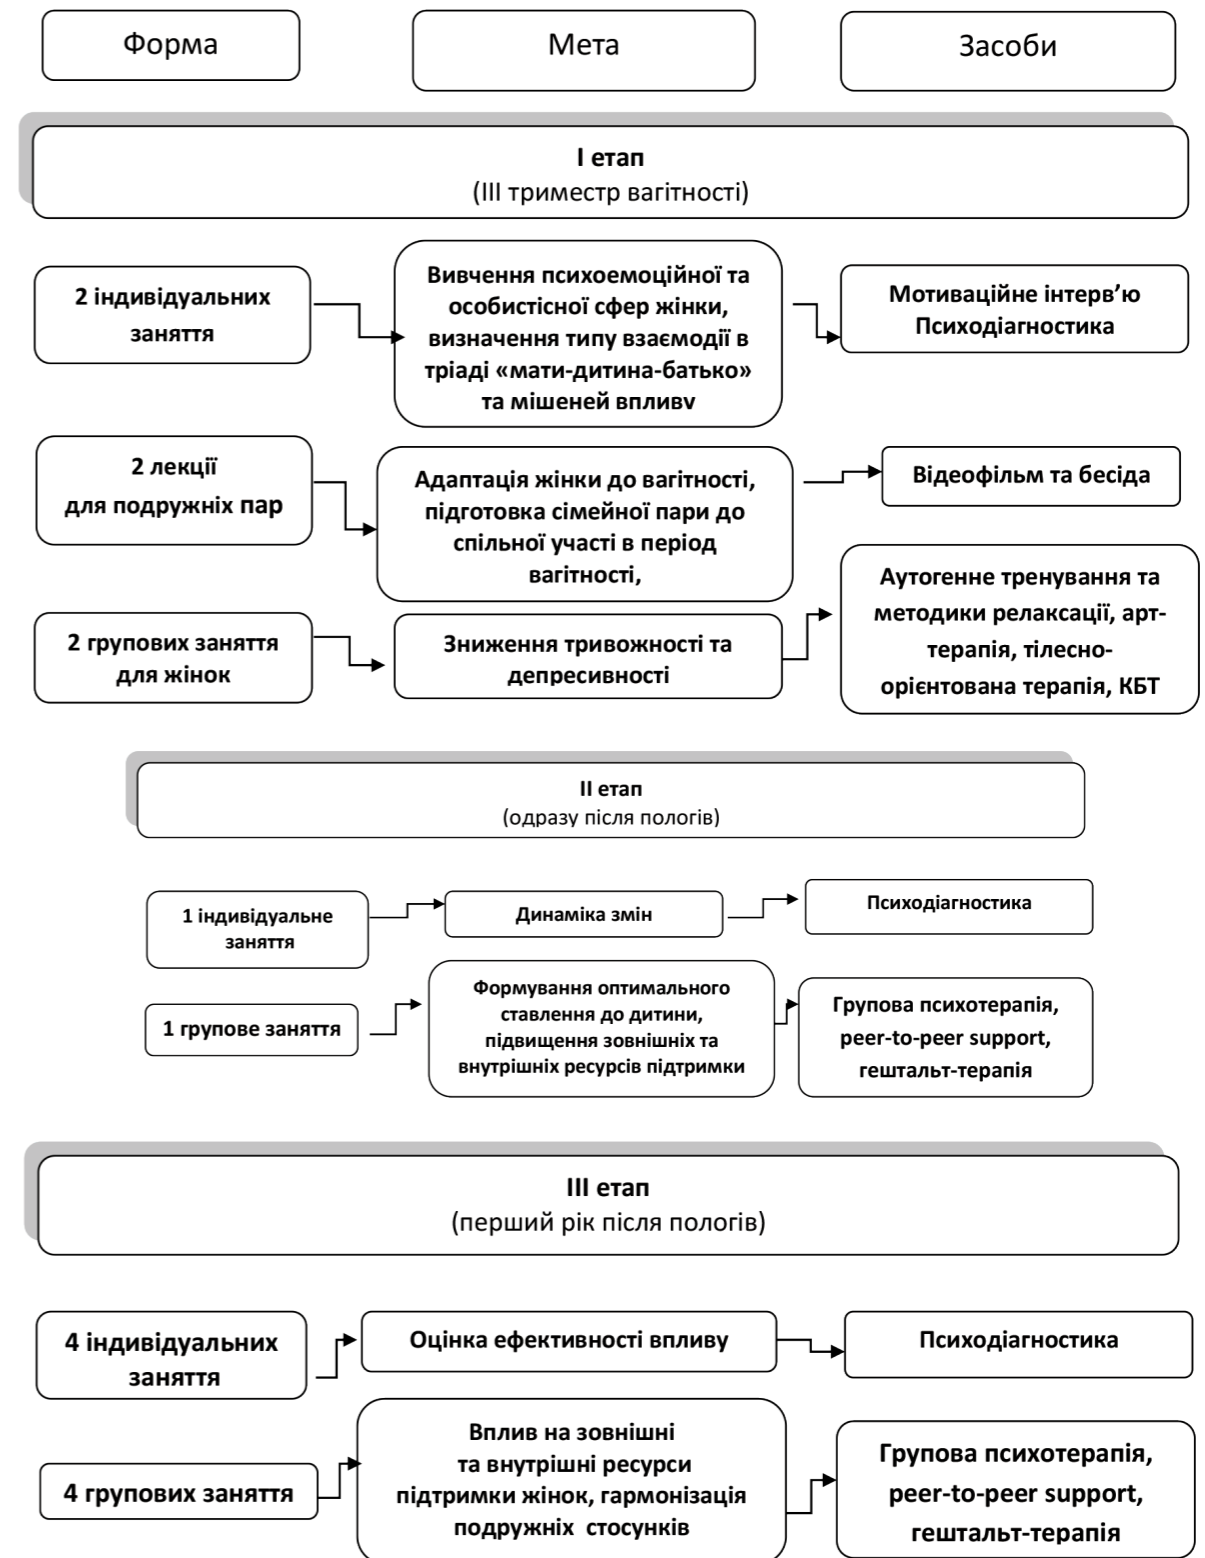 Форма
Мета
Засоби
І етап
(ІІІ триместр вагітності)
2 індивідуальних
заняття
Вивчення психоемоційної та
особистісної сфер жінки,
визначення типу взаємодії в
тріаді «мати-дитина-батько»
та мішеней впливу
Мотиваційне інтерв’ю
Психодіагностика
2 лекції
для подружніх пар
Адаптація жінки до вагітності,
підготовка сімейної пари до
спільної участі в період
вагітності,
Відеофільм та бесіда
2 групових заняття
для жінок
Зниження тривожності та
депресивності
Аутогенне тренування та
методики релаксації, арт-
терапія, тілесно-
орієнтована терапія, КБТ
ІІ етап
(одразу після пологів)
1 індивідуальне
заняття
Динаміка змін
Психодіагностика
1 групове заняття
Формування оптимального
ставлення до дитини,
підвищення зовнішніх та
внутрішніх ресурсів підтримки
Групова психотерапія,
peer-to-peer support,
гештальт-терапія
ІІІ етап
(перший рік після пологів)
4 індивідуальних
заняття
Оцінка ефективності впливу
Психодіагностика
4 групових заняття
Вплив на зовнішні
та внутрішні ресурси
підтримки жінок, гармонізація
подружніх стосунків
Групова психотерапія,
peer-to-peer support,
гештальт-терапія